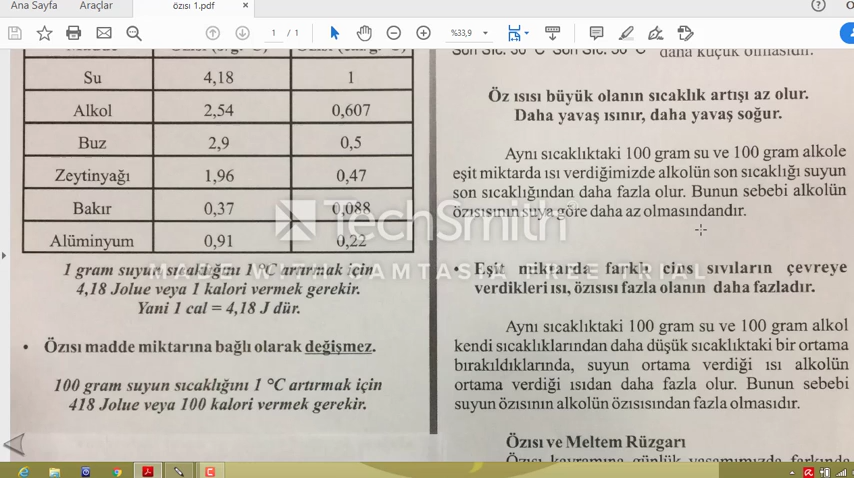 Ana Sayfa Araçlar özısı 1.pdf ×
1 / 1 %33,9
Su 4,18 1
Alkol 2,54 0,607
Buz 2,9 0,5
Zeytinyağı 1,96 0,47
Bakır 0,37 0,088
Alüminyum 0,91 0,22
1 gram suyun sıcaklığını 1 °C artırmak için
4,18 Jolue veya 1 kalori vermek gerekir.
Yani 1 cal = 4,18 J dür.
• Özısı madde miktarına bağlı olarak değişmez.
100 gram suyun sıcaklığını 1 °C artırmak için
418 Jolue veya 100 kalori vermek gerekir.
daha küçük olmasıdır.
Öz ısısı büyük olanın sıcaklık artışı az olur.
Daha yavaş ısınır, daha yavaş soğur.
Aynı sıcaklıktaki 100 gram su ve 100 gram alkole
eşit miktarda ısı verdiğimizde alkolün son sıcaklığı suyun
son sıcaklığından daha fazla olur. Bunun sebebi alkolün
özısısının suya göre daha az olmasındandır.
• Eşit miktarda farklı cins sıvıların çevreye
verdikleri ısı, özısısı fazla olanın daha fazladır.
Aynı sıcaklıktaki 100 gram su ve 100 gram alkol
kendi sıcaklıklarından daha düşük sıcaklıktaki bir ortama
bırakıldıklarında, suyun ortama verdiği ısı alkolün
ortama verdiği ısıdan daha fazla olur. Bunun sebebi
suyun özısının alkolün özısısından fazla olmasıdır.
Özısı ve Meltem Rüzgarı
TechSmith
MADE WITH CAMTASIA FREE TRIAL